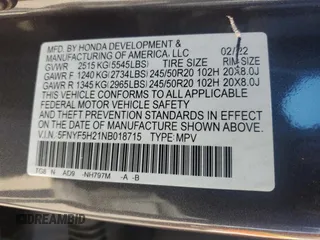 MFD. BY HONDA DEVELOPMENT & 02/22
MANUFACTURING OF AMERICA, LLC
GVWR 2515 KG(5545LBS) TIRE SIZE RIM SIZE
GAWR F 1240 KG(2734LBS) 245/50R20 102H 20X8.0J
GAWR R 1345 KG(2965LBS) 245/50R20 102H 20X8.0J
THIS VEHICLE CONFORMS TO ALL APPLICABLE
FEDERAL MOTOR VEHICLE SAFETY AND
THEFT PREVENTION STANDARDS IN EFFECT ON
THE DATE OF MANUFACTURE SHOWN ABOVE.
V.I.N. 5FNYF5H21NB018715 TYPE:MPV
N AD9 -NH797M -A -B
DREAMBID